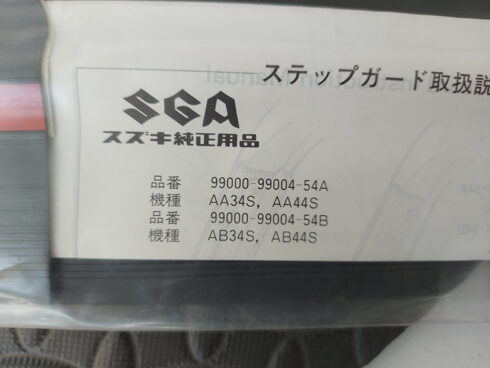 ステップガード取扱説
SGA
スズキ純正用品
品番 99000-99004-54A
機種 AA34S, AA44S
品番 99000-99004-54B
機種 AB34S, AB44S